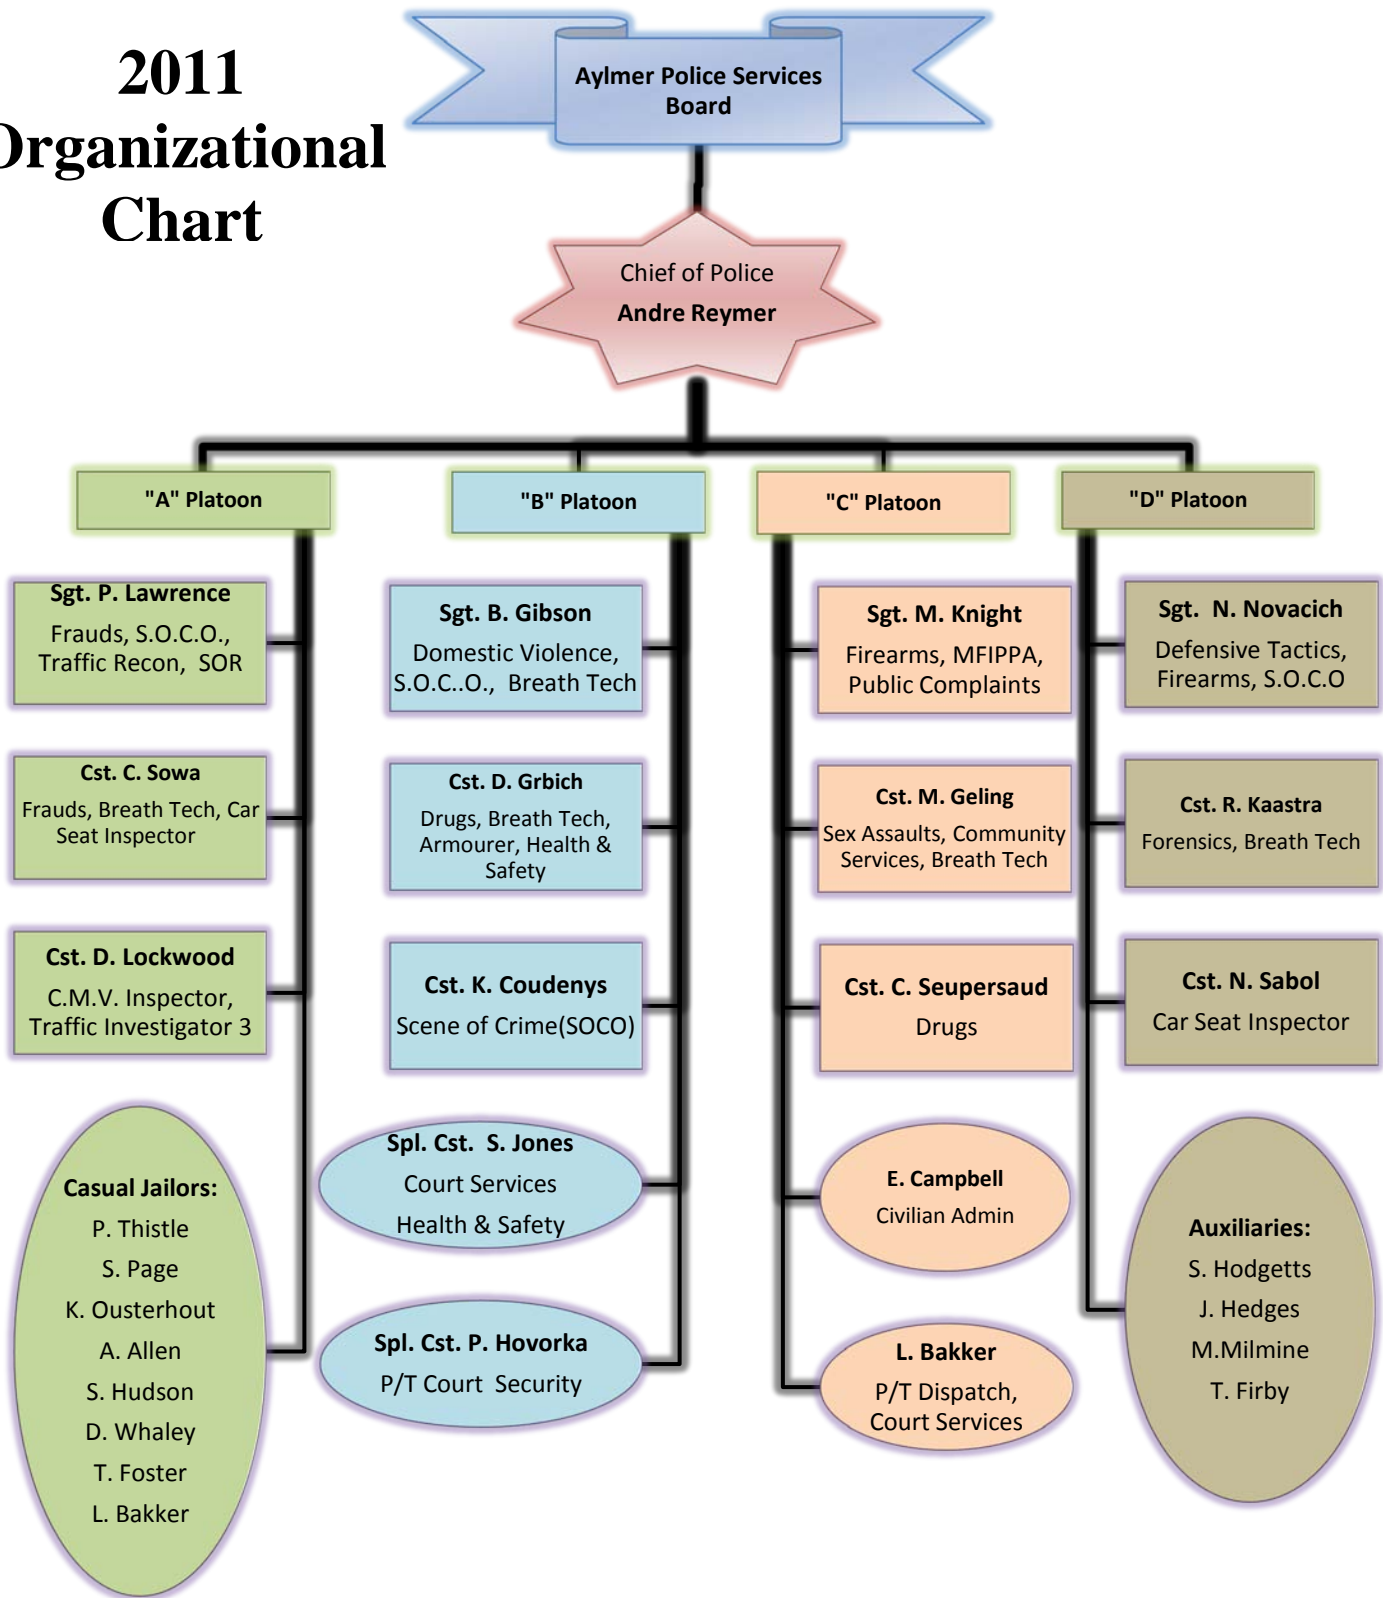 2011
Organizational
Chart
Aylmer Police Services
Board
Chief of Police
Andre Reymer
"A" Platoon
Sgt. P. Lawrence
Frauds, S.O.C.O.,
Traffic Recon, SOR
Cst. C. Sowa
Frauds, Breath Tech, Car
Seat Inspector
Cst. D. Lockwood
C.M.V. Inspector,
Traffic Investigator 3
Casual Jailors:
P. Thistle
S. Page
K. Ousterhout
A. Allen
S. Hudson
D. Whaley
T. Foster
L. Bakker
"B" Platoon
Sgt. B. Gibson
Domestic Violence,
S.O.C..O., Breath Tech
Cst. D. Grbich
Drugs, Breath Tech,
Armourer, Health &
Safety
Cst. K. Coudenys
Scene of Crime(SOCO)
Spl. Cst. S. Jones
Court Services
Health & Safety
Spl. Cst. P. Hovorka
P/T Court Security
"C" Platoon
Sgt. M. Knight
Firearms, MFIPPA,
Public Complaints
Cst. M. Geling
Sex Assaults, Community
Services, Breath Tech
Cst. C. Seupersaud
Drugs
E. Campbell
Civilian Admin
L. Bakker
P/T Dispatch,
Court Services
"D" Platoon
Sgt. N. Novacich
Defensive Tactics,
Firearms, S.O.C.O
Cst. R. Kaastra
Forensics, Breath Tech
Cst. N. Sabol
Car Seat Inspector
Auxiliaries:
S. Hodgetts
J. Hedges
M.Milmine
T. Firby